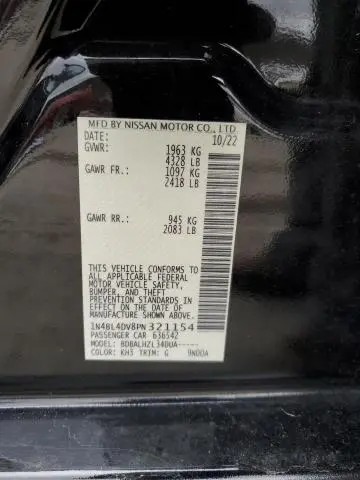 MFD BY NISSAN MOTOR CO., LTD.
DATE: 10/22
GVWR: 1963 KG
4328 LB
GAWR FR.: 1097 KG
2418 LB
GAWR RR.: 945 KG
2083 LB
THIS VEHICLE CONFORMS TO
ALL APPLICABLE FEDERAL
MOTOR VEHICLE SAFETY,
BUMPER, AND THEFT
PREVENTION STANDARDS IN
EFFECT ON THE DATE OF
MANUFACTURE SHOWN ABOVE.
1N4BL4DV8PN321154
PASSENGER CAR 636542
MODEL: BDBALHZL34DUA-----
COLOR: KH3 TRIM: G 9N00A